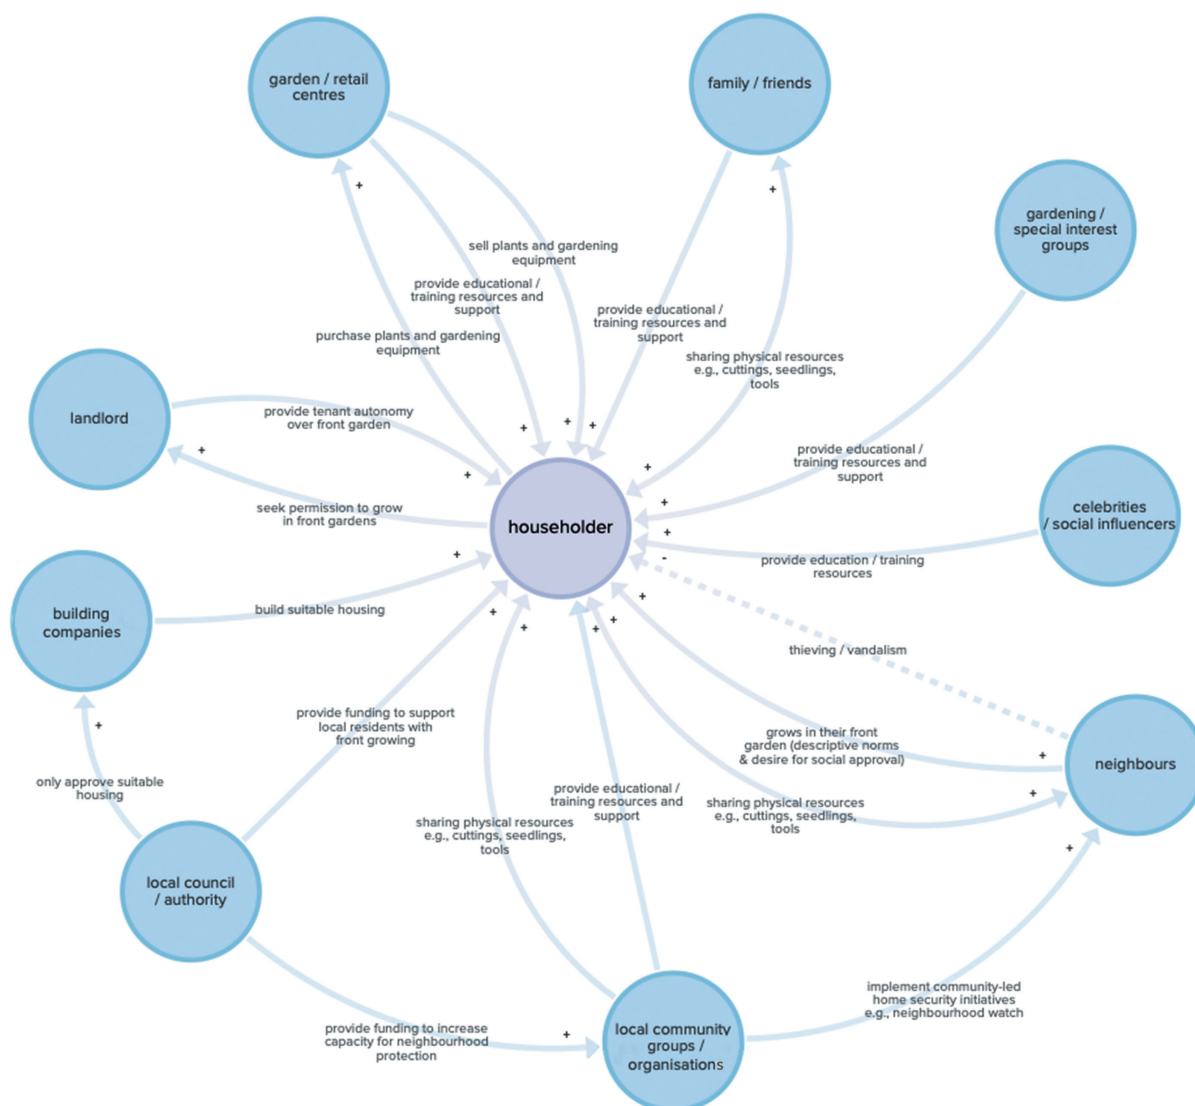 garden / retail
centres
family / friends
gardening /
special interest
groups
+
+
sell plants and gardening
equipment
provide educational /
training resources and
support
purchase plants and gardening
equipment
provide educational /
training resources and
support
sharing physical resources
e.g., cuttings, seedlings,
tools
landlord
provide tenant autonomy
over front garden
+
+
+
+
+
+
provide educational /
training resources and
support
seek permission to grow
in front gardens
householder
+
+
-
celebrities
/ social influencers
provide education / training
resources
+
building
companies
build suitable housing
+
+
+
+
+
thieving / vandalism
provide funding to support
local residents with
front growing
+
only approve suitable
housing
grows in their front
garden (descriptive norms
& desire for social approval)
+
neighbours
provide educational /
training resources and
support
sharing physical resources
e.g., cuttings, seedlings,
tools
+
sharing physical resources
e.g., cuttings, seedlings,
tools
+
local council
/ authority
implement community-led
home security initiatives
e.g., neighbourhood watch
provide funding to increase
capacity for neighbourhood
protection
+
local community
groups /
organisations